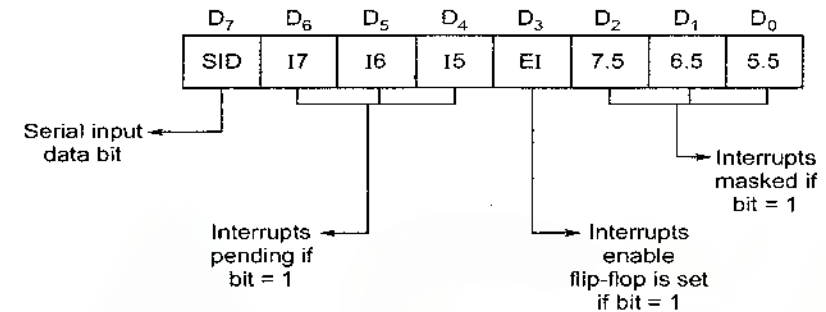 D7 D6 D5 D4 D3 D2 D1 D0
SID I7 I6 I5 EI 7.5 6.5 5.5
Serial input
data bit
Interrupts
masked if
bit = 1
Interrupts
pending if
bit = 1
Interrupts
enable
flip-flop is set
if bit = 1